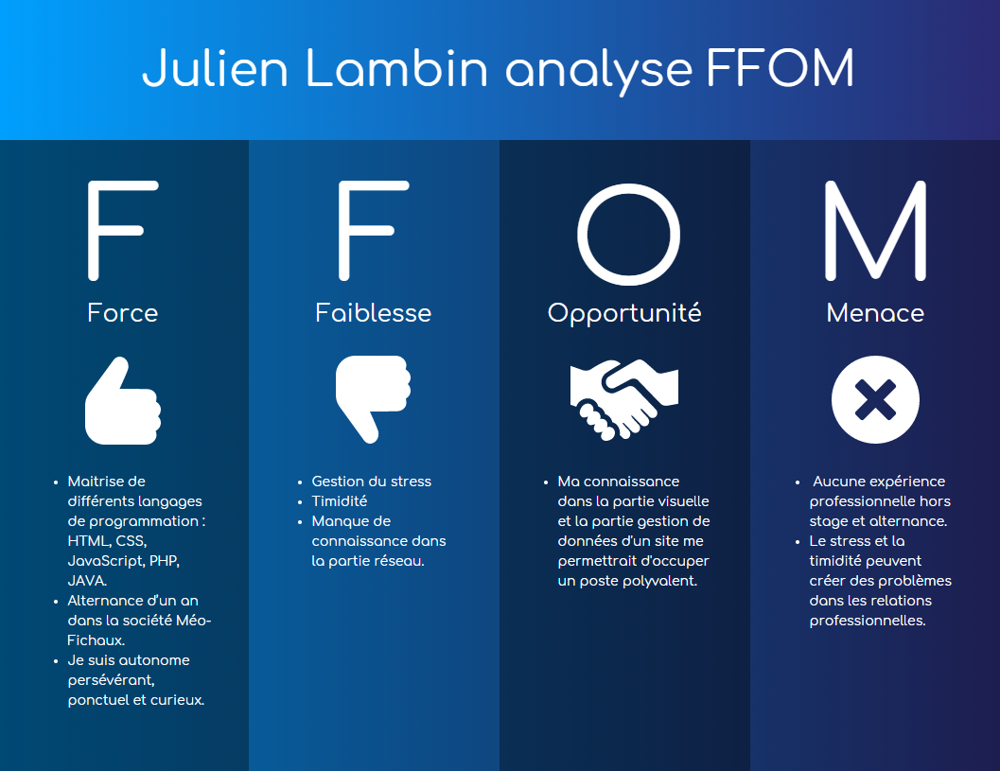 Julien Lambin analyse FFOM
F
Force
• Maitrise de
différents langages
de programmation :
HTML, CSS,
JavaScript, PHP,
JAVA.
• Alternance d'un an
dans la société Méo-
Fichaux.
• Je suis autonome
persévérant,
ponctuel et curieux.
F
Faiblesse
• Gestion du stress
• Timidité
• Manque de
connaissance dans
la partie réseau.
O
Opportunité
• Ma connaissance
dans la partie visuelle
et la partie gestion de
données d'un site me
permettrait d'occuper
un poste polyvalent.
M
Menace
• Aucune expérience
professionnelle hors
stage et alternance.
• Le stress et la
timidité peuvent
créer des problèmes
dans les relations
professionnelles.